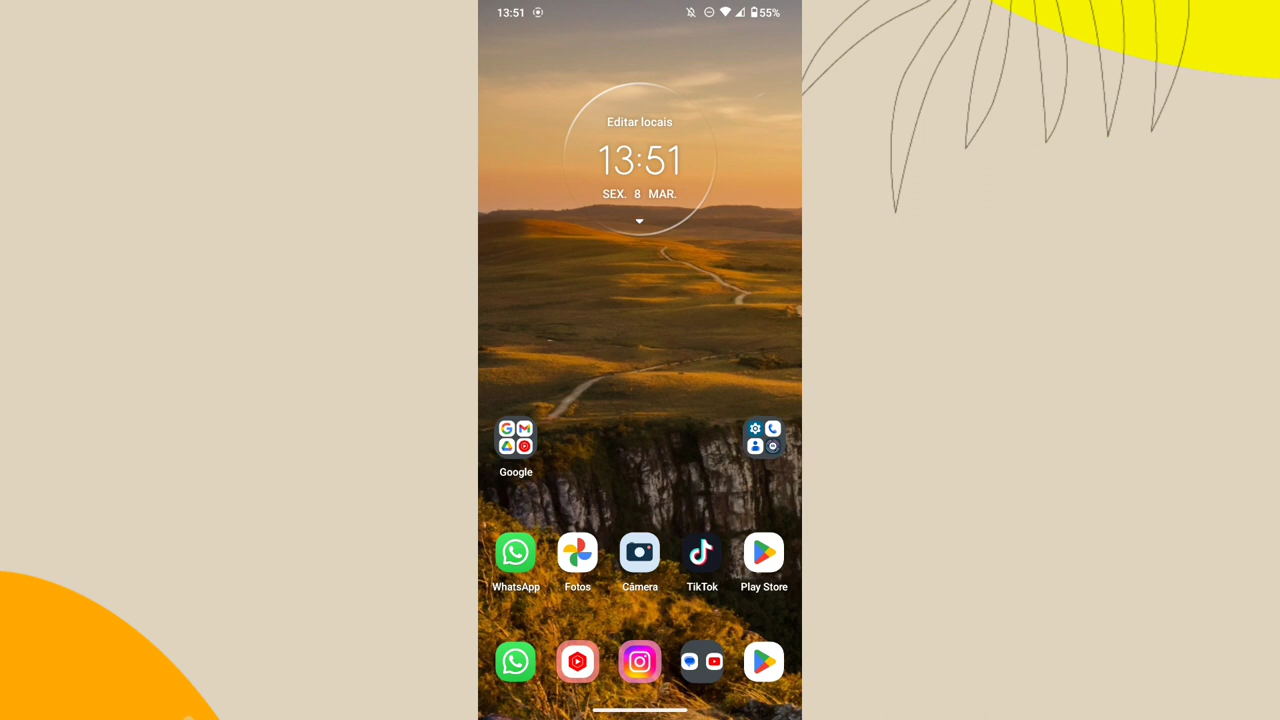 13:51
55%
Editar locais
13:51
SEX. 8 MAR.
Google
WhatsApp Fotos Câmera TikTok Play Store